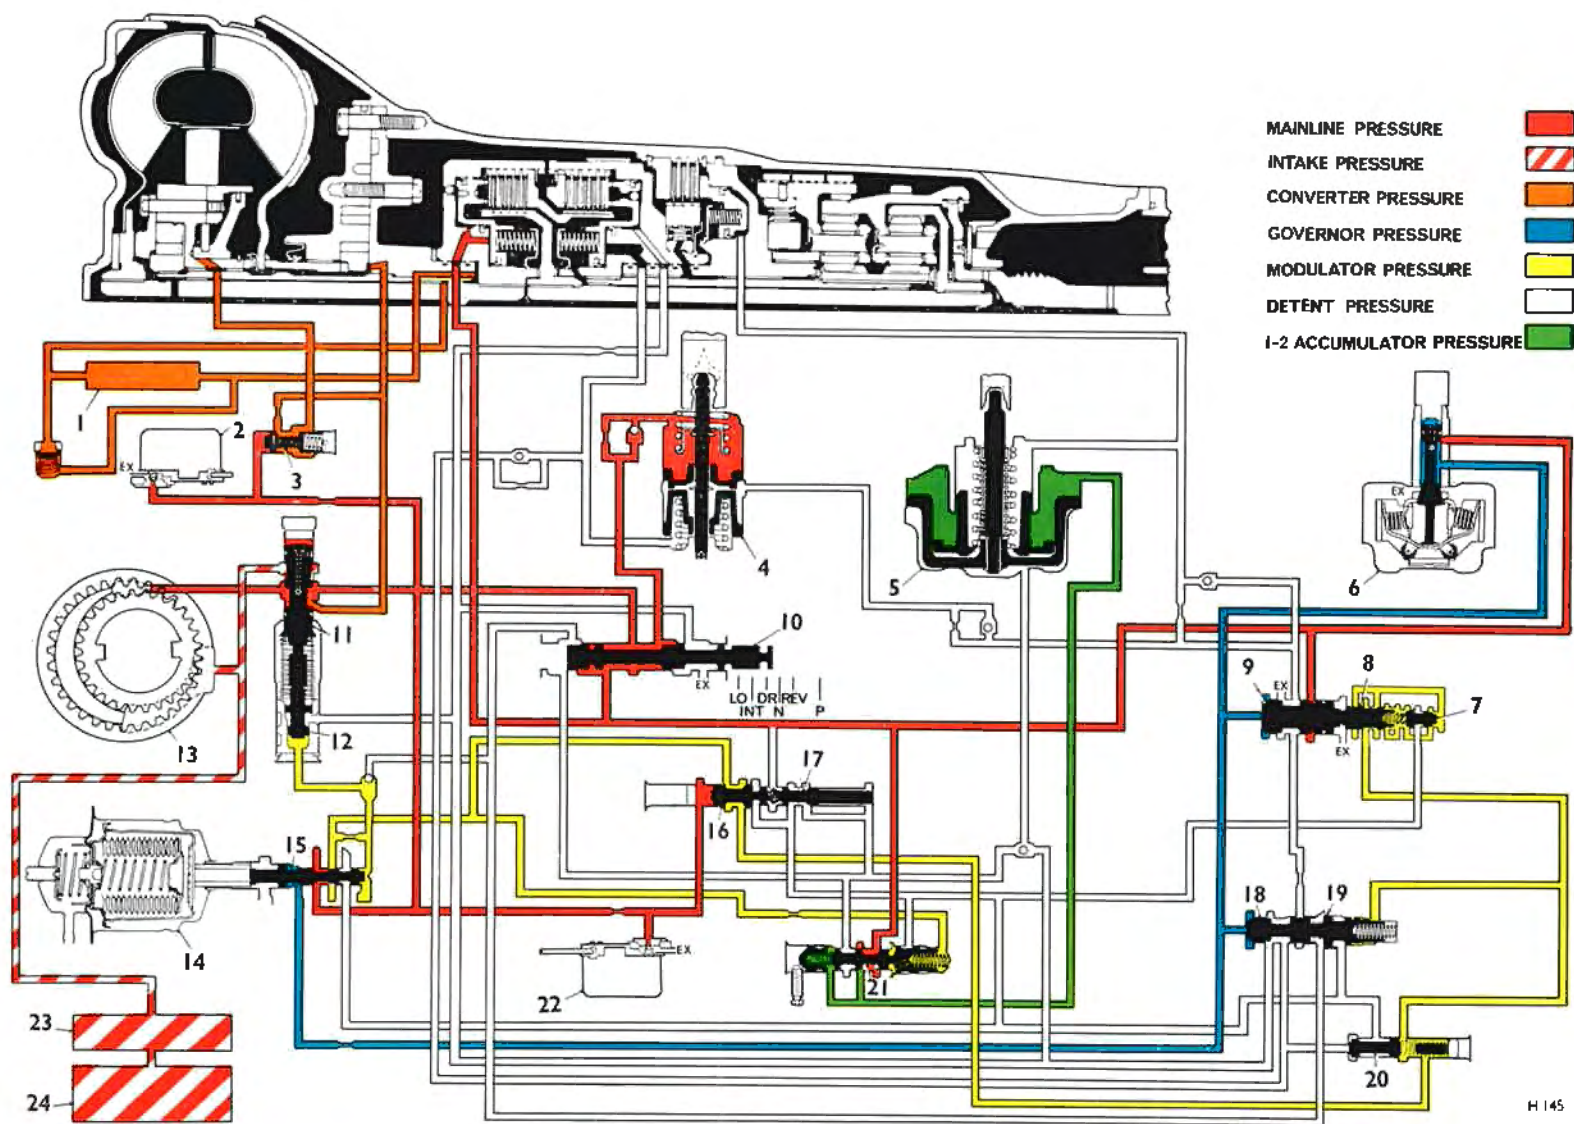 MAINLINE PRESSURE
INTAKE PRESSURE
CONVERTER PRESSURE
GOVERNOR PRESSURE
MODULATOR PRESSURE
DETENT PRESSURE
1-2 ACCUMULATOR PRESSURE
1
2
EX
3
4
5
EX
6
11
10
EX
LO DR REV
INT N P
9
EX
8
7
EX
12
13
17
16
15
14
18
19
EX
21
22
20
23
24
H 145